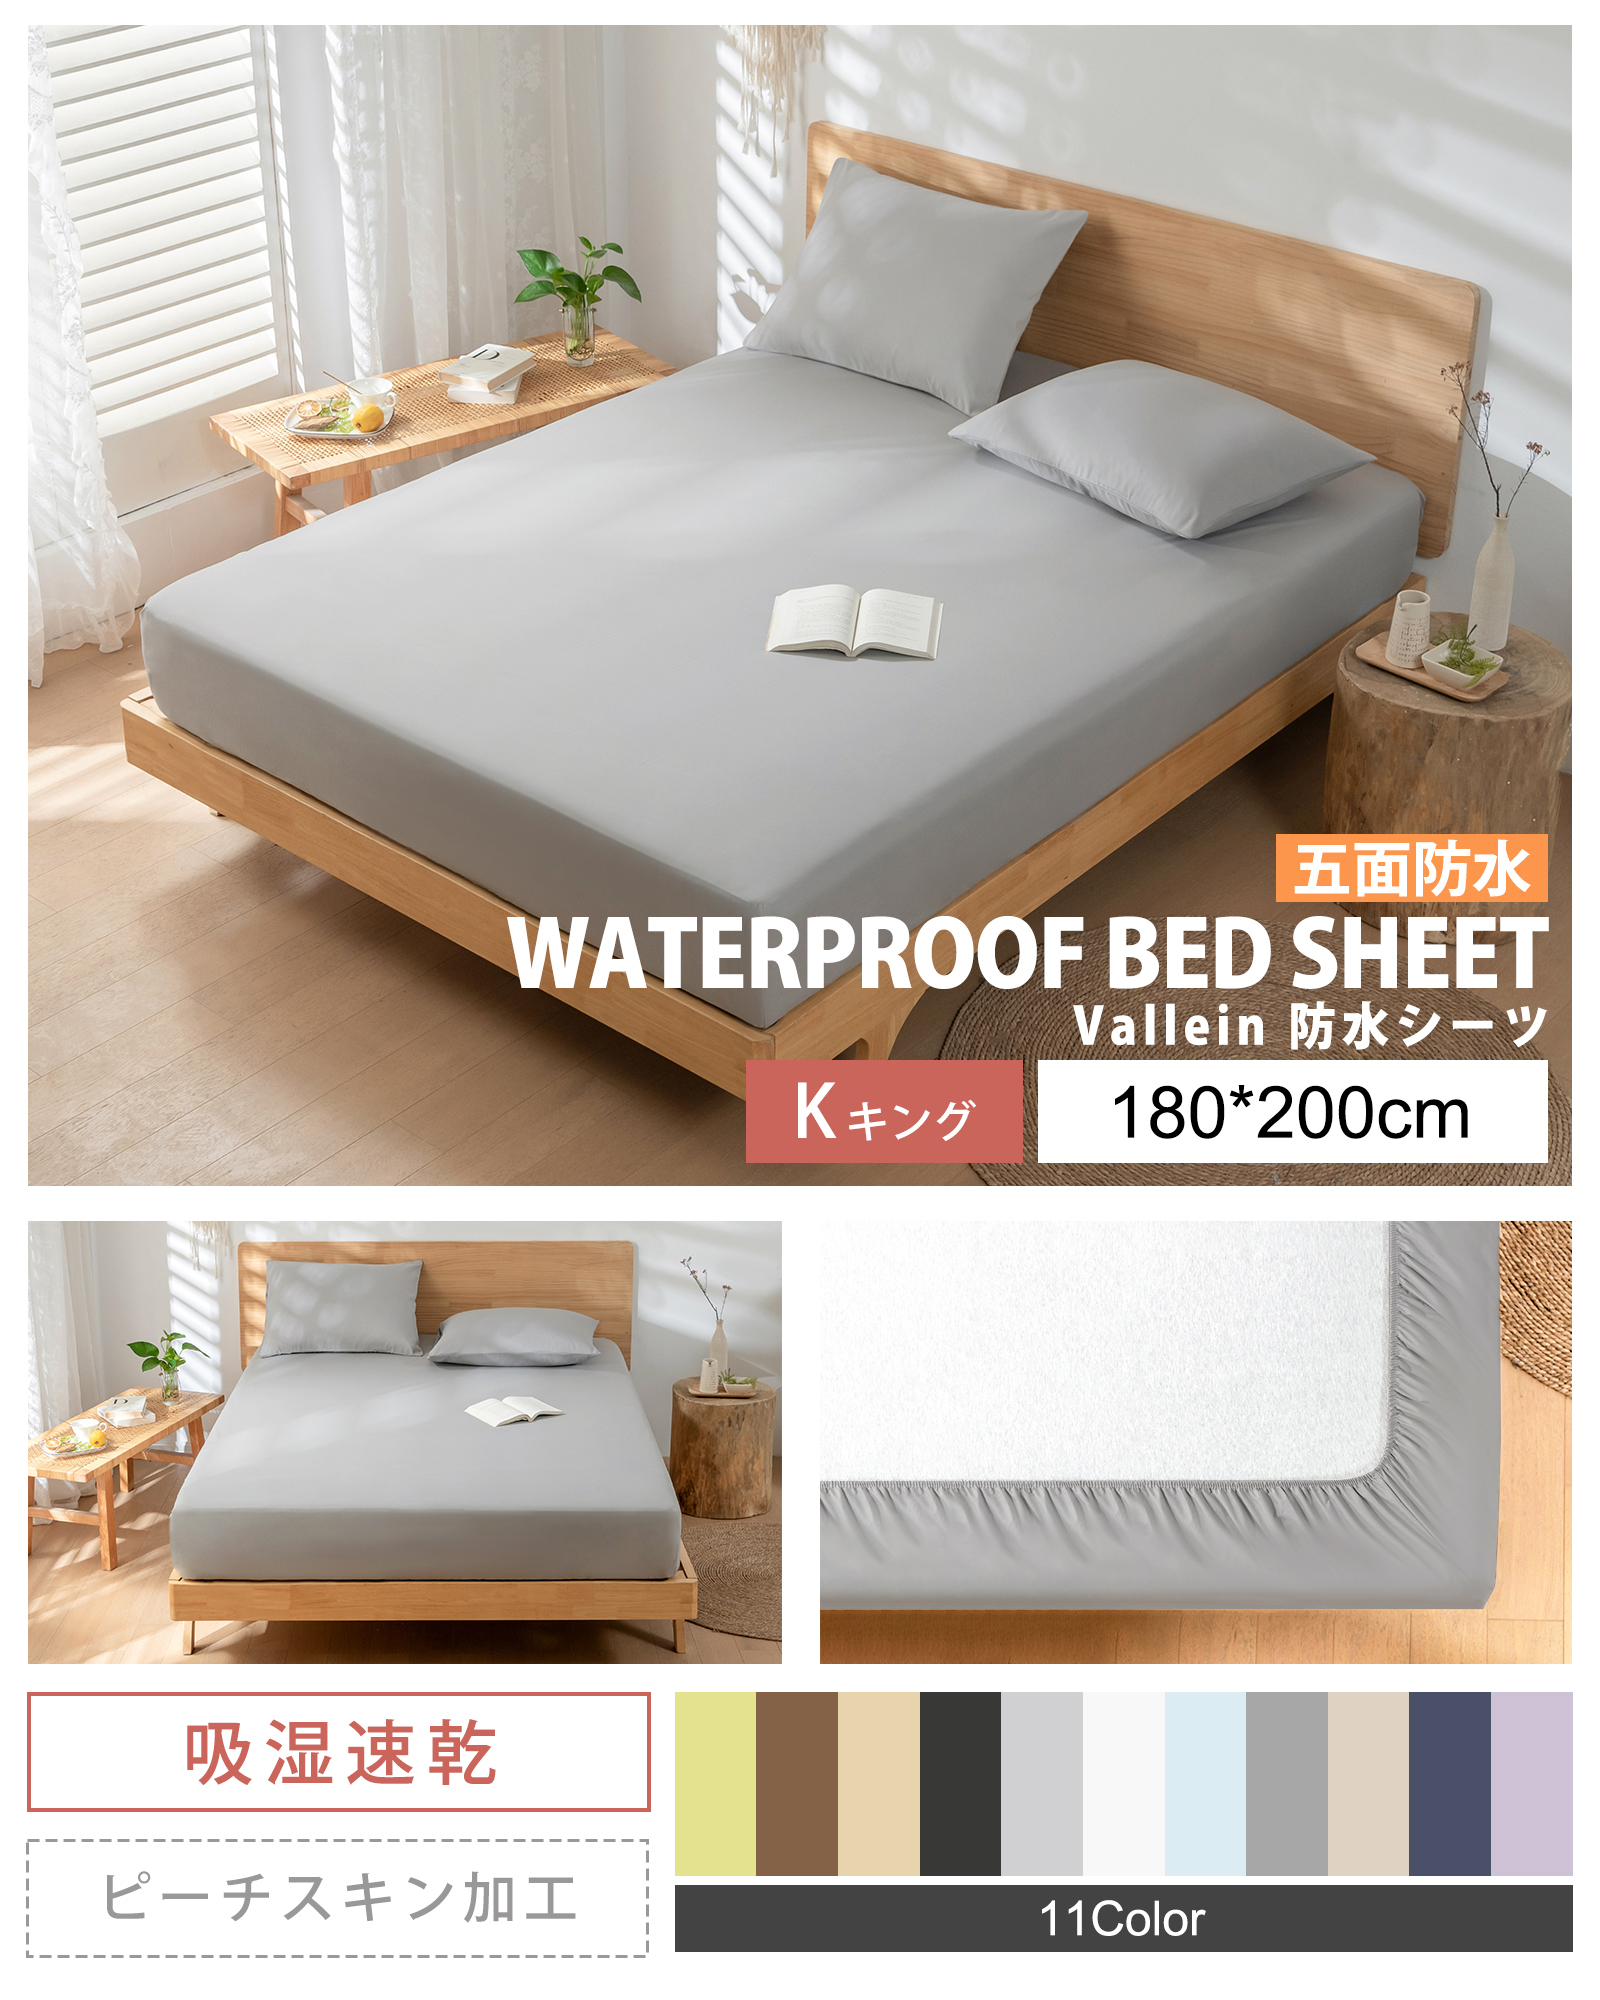 五面防水
WATERPROOF BED SHEET
Vallein 防水シーツ
K キング
180*200cm
D
D
吸湿速乾
ピーチスキン加工
11Color